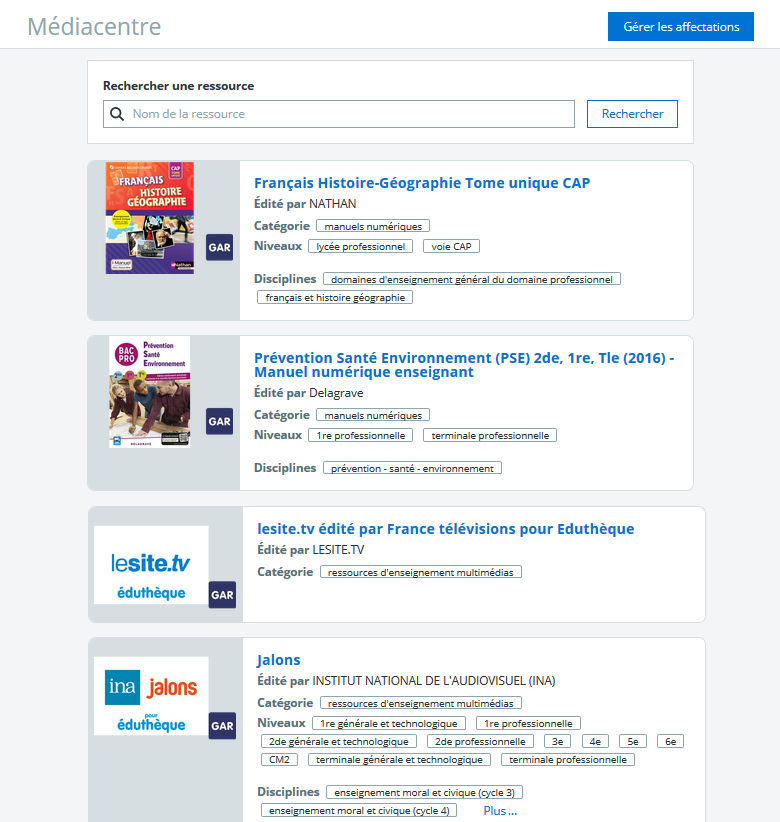 Médiacentre
Gérer les affectations
Rechercher une ressource
Nom de la ressource
Rechercher
CAP
FRANÇAIS
HISTOIRE
GÉOGRAPHIE
Nathan
GAR
Français Histoire-Géographie Tome unique CAP
Édité par NATHAN
Catégorie manuels numériques
Niveaux lycée professionnel voie CAP
Disciplines domaines d'enseignement général du domaine professionnel
français et histoire géographie
BAC PRO
Prévention
Santé
Environnement
DELAGRAVE
GAR
Prévention Santé Environnement (PSE) 2de, 1re, Tle (2016) -
Manuel numérique enseignant
Édité par Delagrave
Catégorie manuels numériques
Niveaux 1re professionnelle terminale professionnelle
Disciplines prévention - santé - environnement
lesite.tv
éduthèque
GAR
lesite.tv édité par France télévisions pour Eduthèque
Édité par LESITE.TV
Catégorie ressources d'enseignement multimédias
ina jalons
pour
éduthèque
GAR
Jalons
Édité par INSTITUT NATIONAL DE L'AUDIOVISUEL (INA)
Catégorie ressources d'enseignement multimédias
Niveaux 1re générale et technologique 1re professionnelle
2de générale et technologique 2de professionnelle 3e 4e 5e 6e
CM2 terminale générale et technologique terminale professionnelle
Disciplines enseignement moral et civique (cycle 3)
enseignement moral et civique (cycle 4) Plus ...